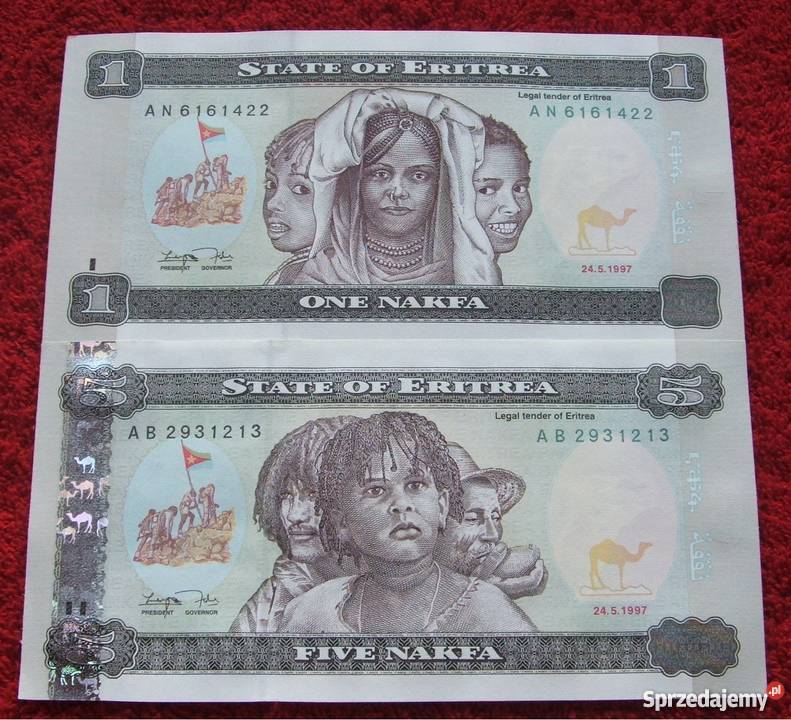 1 STATE OF ERITREA 1
Legal tender of Eritrea
AN 6161422 AN 6161422
PRESIDENT GOVERNOR
24.5.1997
1 ONE NAKFA
5 STATE OF ERITREA 5
Legal tender of Eritrea
AB 2931213 AB 2931213
PRESIDENT GOVERNOR
24.5.1997
5 FIVE NAKFA
Sprzedajemy.pl